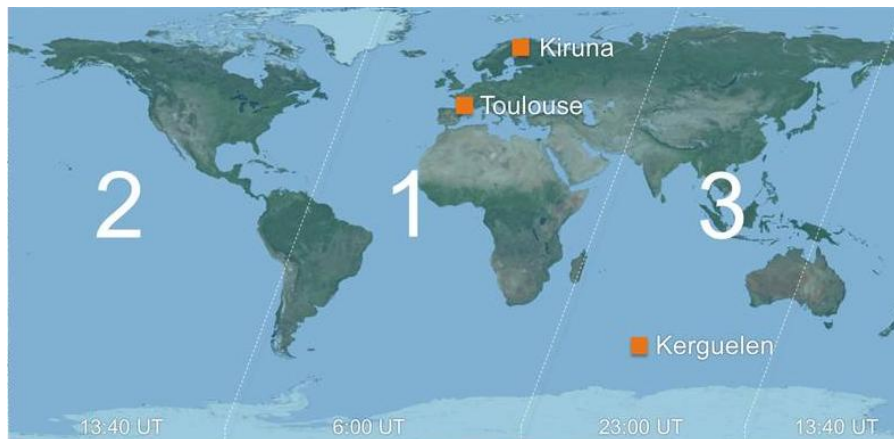 Kiruna
Toulouse
2
1
3
Kerguelen
13:40 UT
6:00 UT
23:00 UT
13:40 UT